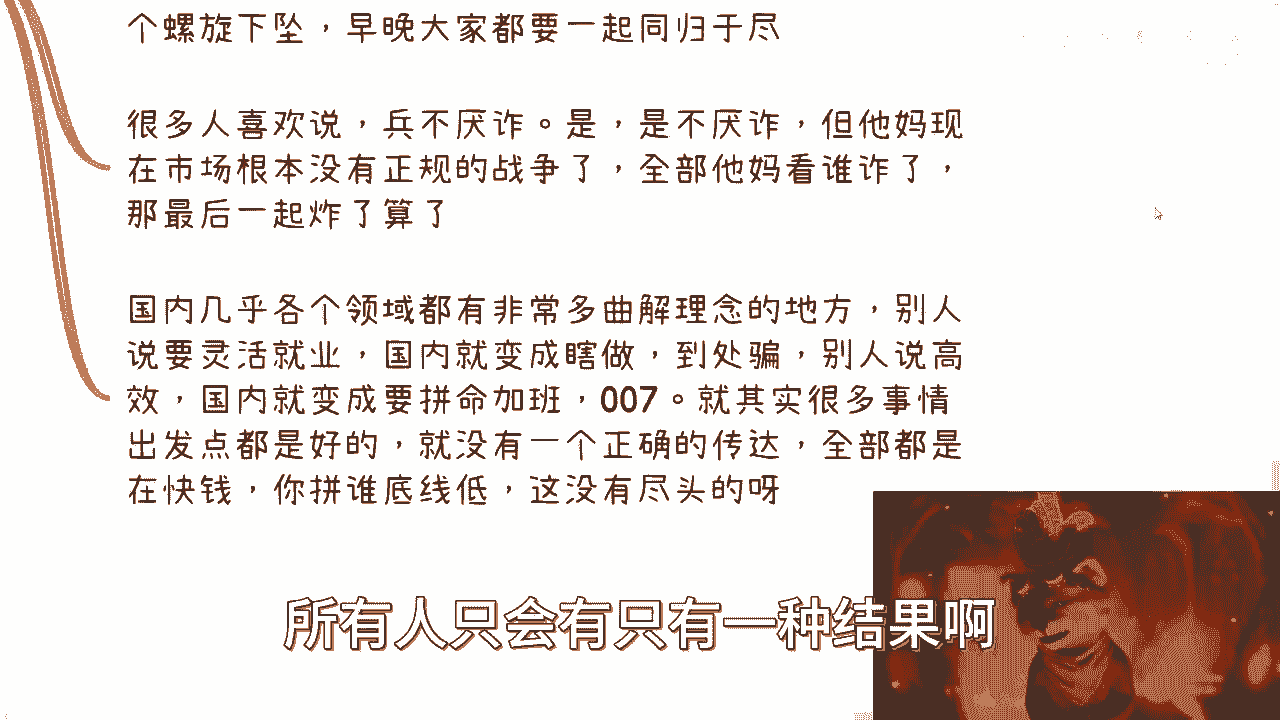 个螺旋下坠，早晚大家都要一起同归于尽
很多人喜欢说，兵不厌诈。是，是不厌诈，但他妈现
在市场根本没有正规的战争了，全部他妈看谁诈了，
那最后一起炸了算了
国内几乎各个领域都有非常多曲解理念的地方，别人
说要灵活就业，国内就变成瞎做，到处骗，别人说高
效，国内就变成要拼命加班，007。就其实很多事情
出发点都是好的，就没有一个正确的传达，全部都是
在快钱，你拼谁底线低，这没有尽头的呀
所有人只会有只有一种结果啊